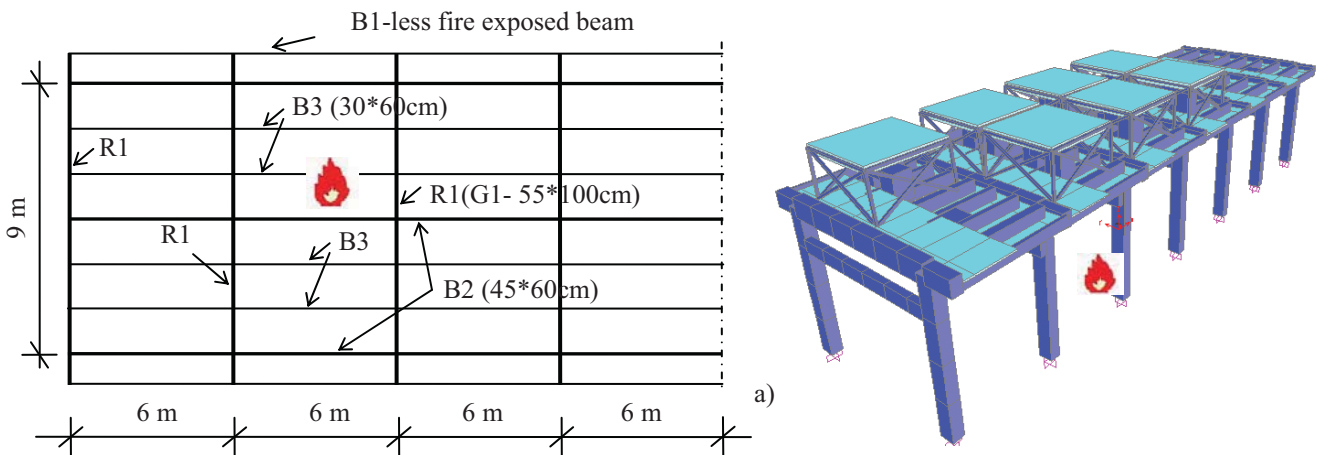 B1-less fire exposed beam
B3 (30*60cm)
R1
R1(G1- 55*100cm)
9 m
R1
B3
B2 (45*60cm)
6 m 6 m 6 m 6 m
a)